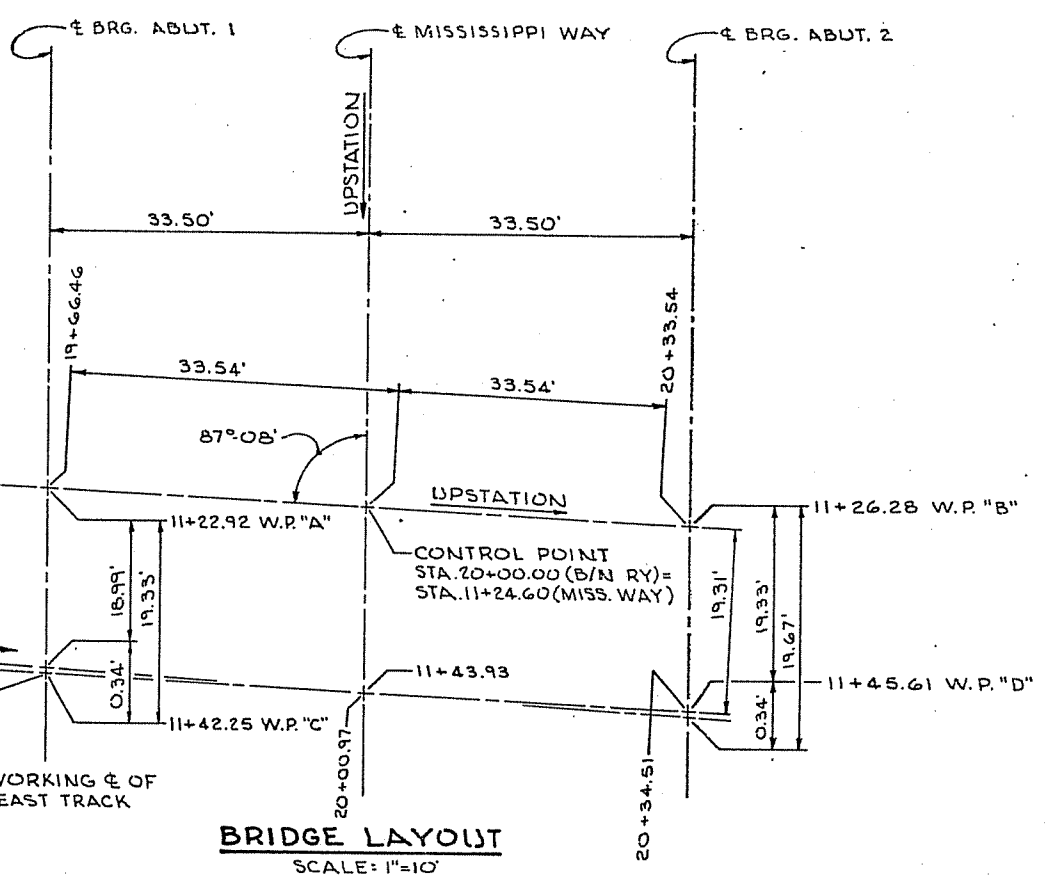 ℄ BRG. ABUT. 1
℄ MISSISSIPPI WAY
℄ BRG. ABUT. 2
UPSTATION
33.50'
33.50'
19+66.46
20+33.54
33.54'
33.54'
87°-08'
UPSTATION
11+22.92 W.P. "A"
11+26.28 W.P. "B"
CONTROL POINT
STA. 20+00.00 (B/N RY)=
STA. 11+24.60 (MISS. WAY)
18.99'
19.33'
0.34'
19.31'
19.33'
19.67'
0.34'
11+43.93
11+45.61 W.P. "D"
11+42.25 W.P. "C"
20+00.97
20+34.51
WORKING ℄ OF
EAST TRACK
BRIDGE LAYOUT
SCALE: 1"=10'